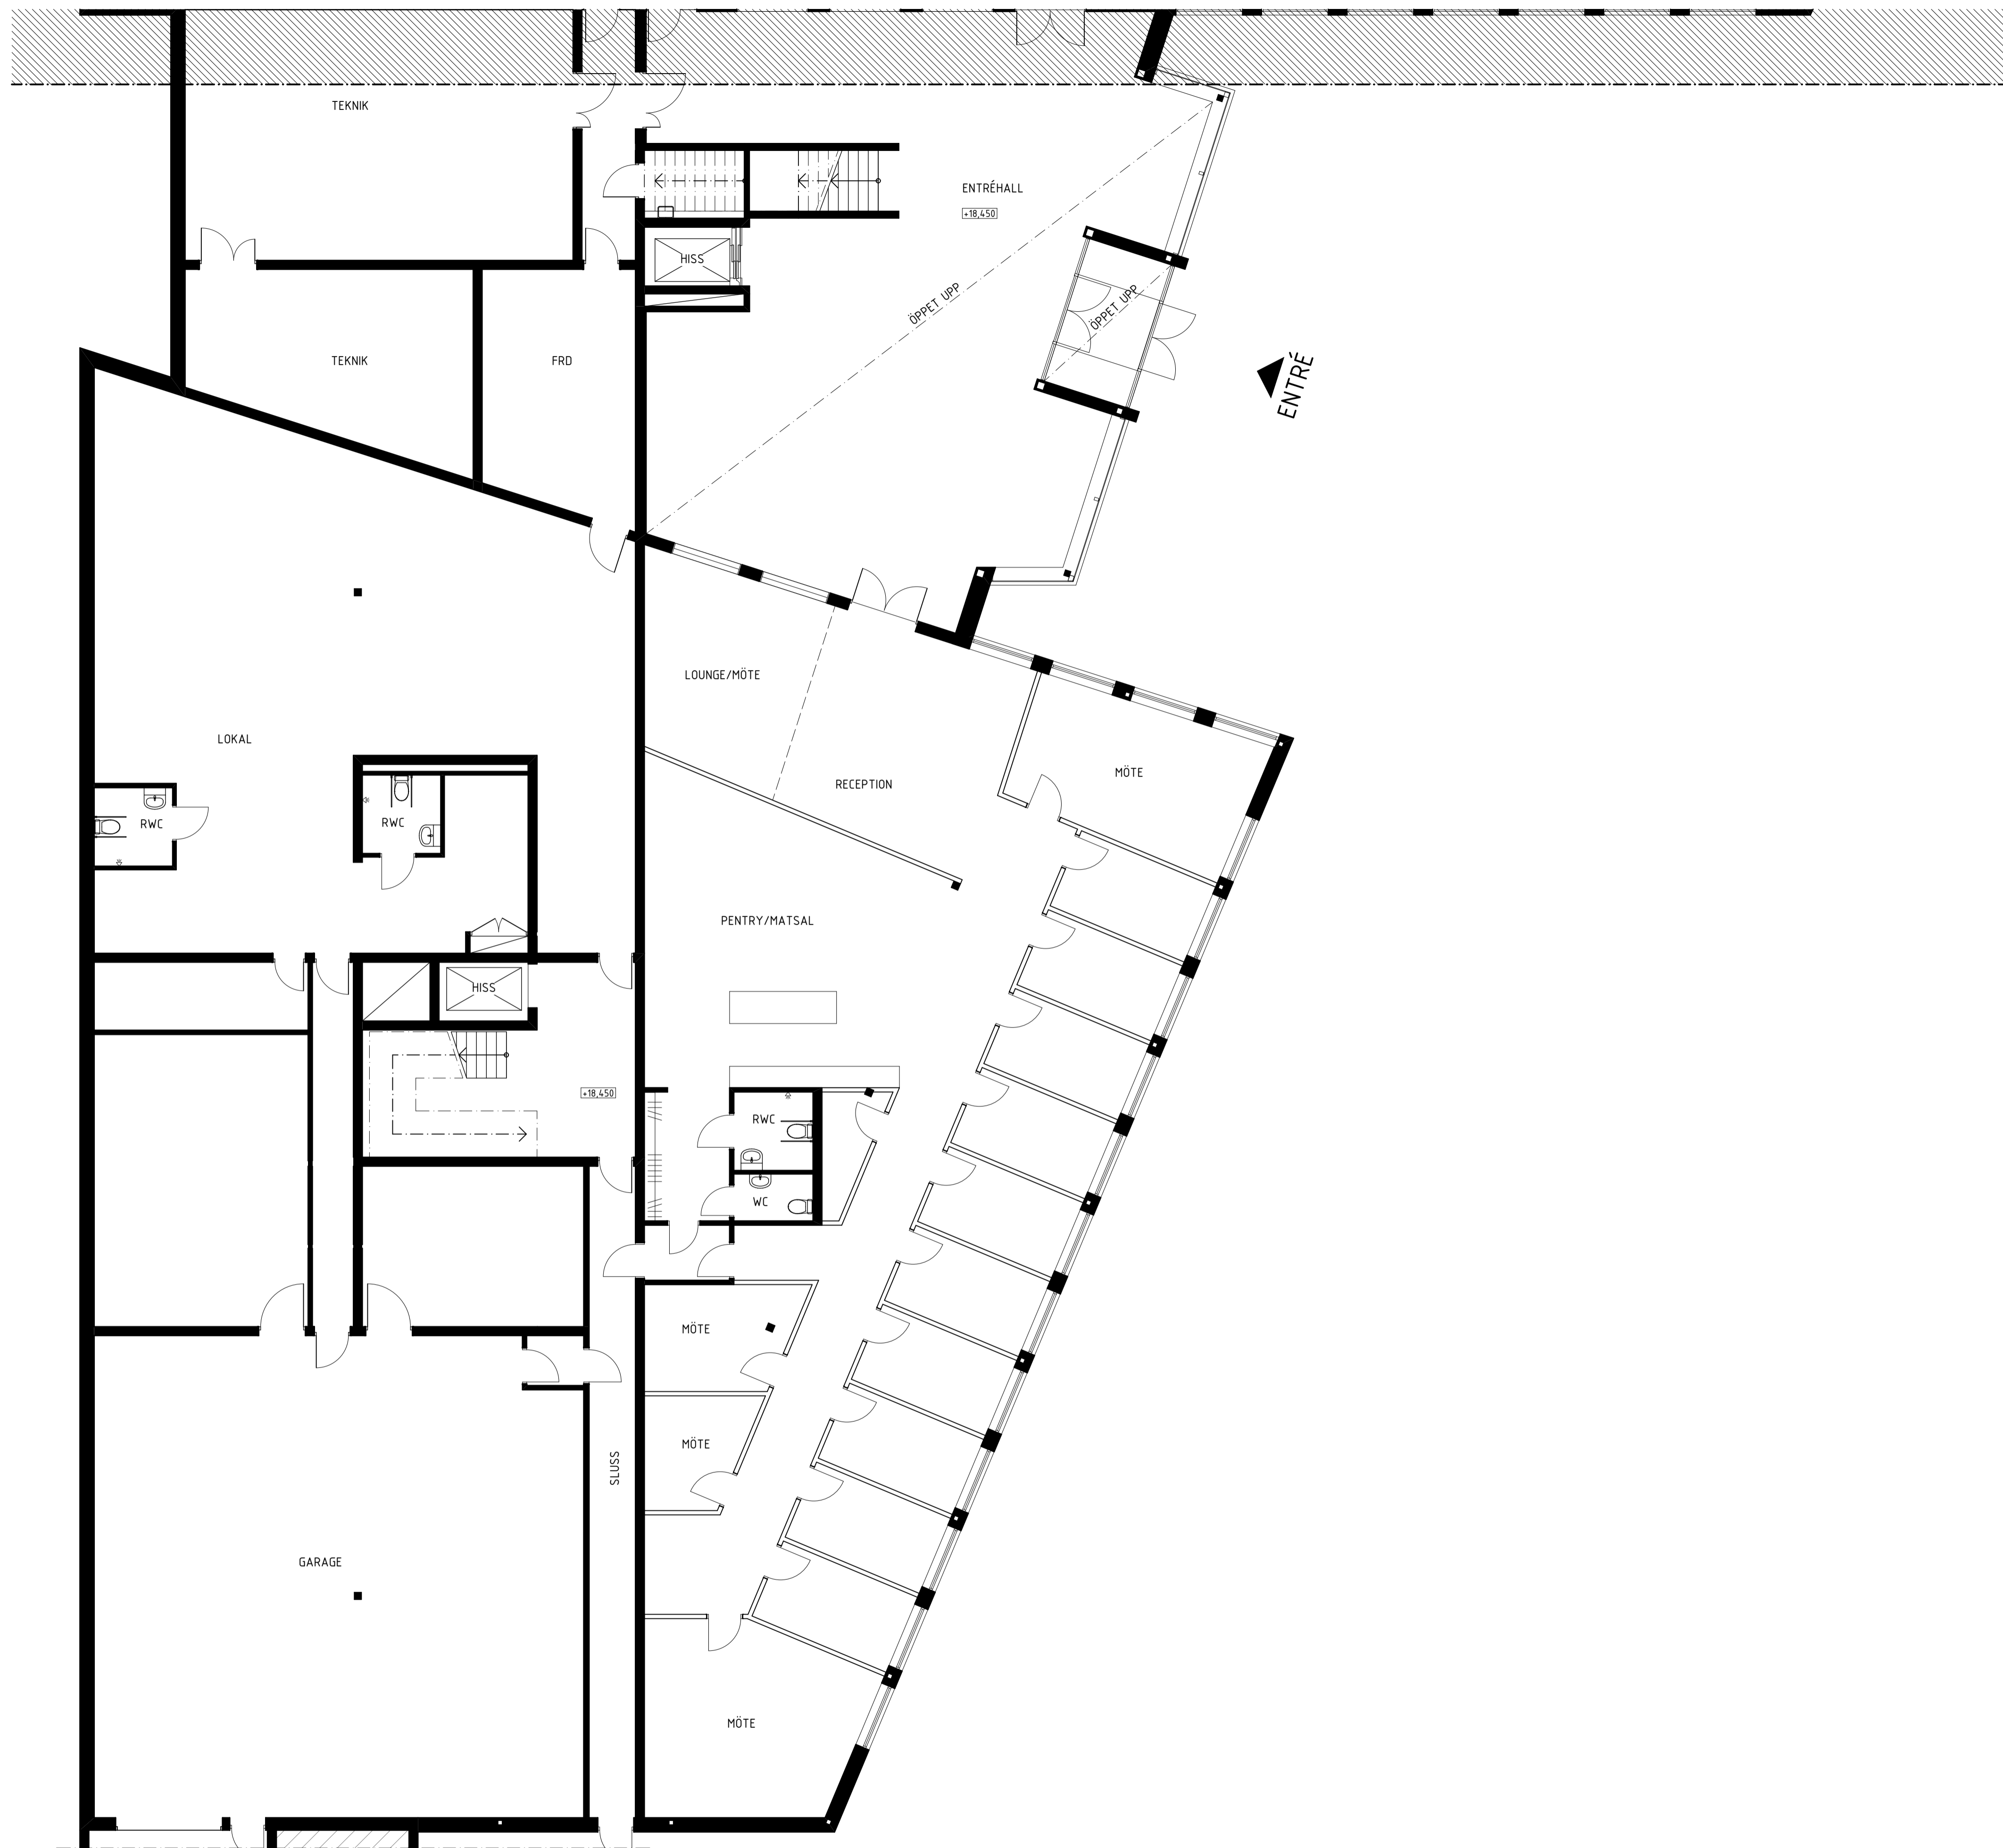 TEKNIK
ENTRÉHALL
+18,450
HISS
ÖPPET UPP
ÖPPET UPP
TEKNIK
FRD
ENTRÉ
LOUNGE/MÖTE
LOKAL
RECEPTION
MÖTE
RWC
RWC
PENTRY/MATSAL
HISS
+18,450
RWC
WC
MÖTE
MÖTE
SLUSS
GARAGE
MÖTE